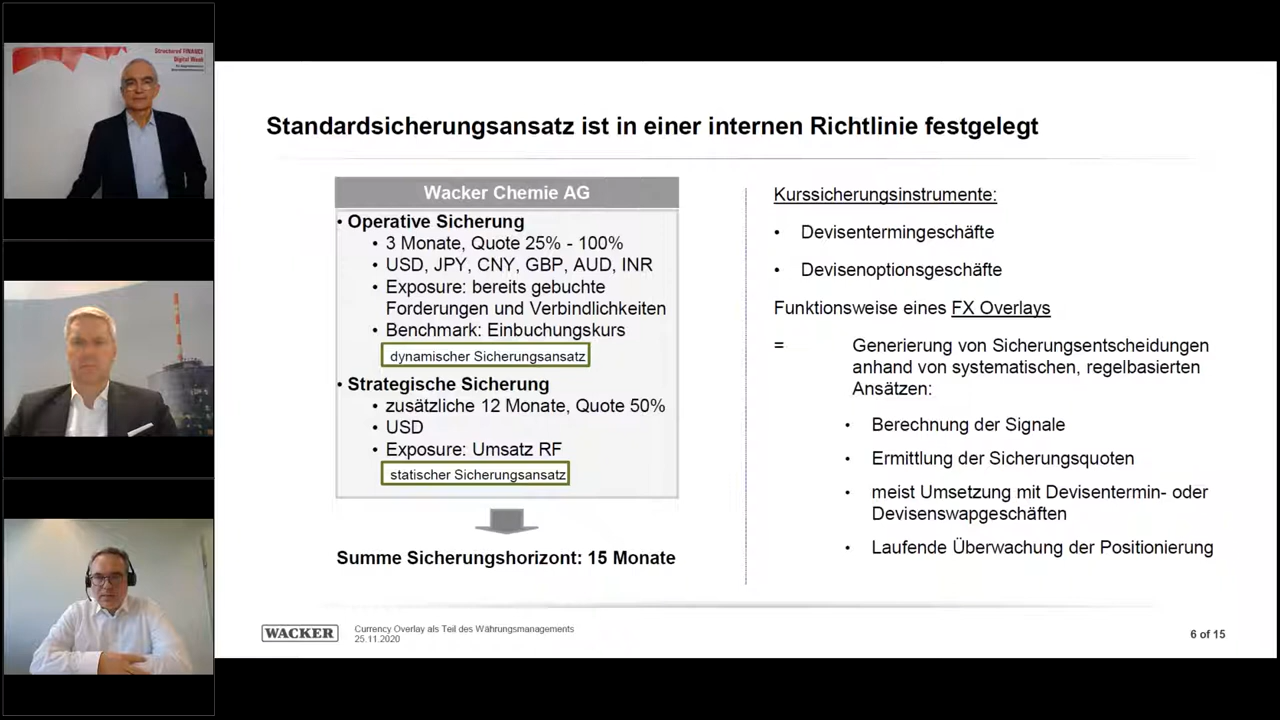 Structured FINANCE
Digital Week
Standardsicherungsansatz ist in einer internen Richtlinie festgelegt
Wacker Chemie AG
• Operative Sicherung
• 3 Monate, Quote 25% - 100%
• USD, JPY, CNY, GBP, AUD, INR
• Exposure: bereits gebuchte
Forderungen und Verbindlichkeiten
• Benchmark: Einbuchungskurs
dynamischer Sicherungsansatz
• Strategische Sicherung
• zusätzliche 12 Monate, Quote 50%
• USD
• Exposure: Umsatz RF
statischer Sicherungsansatz
Summe Sicherungshorizont: 15 Monate
Kurssicherungsinstrumente:
• Devisentermingeschäfte
• Devisenoptionsgeschäfte
Funktionsweise eines FX Overlays
= Generierung von Sicherungsentscheidungen
anhand von systematischen, regelbasierten
Ansätzen:
• Berechnung der Signale
• Ermittlung der Sicherungsquoten
• meist Umsetzung mit Devisentermin- oder
Devisenswapgeschäften
• Laufende Überwachung der Positionierung
WACKER
Currency Overlay als Teil des Währungsmanagements
25.11.2020
6 of 15